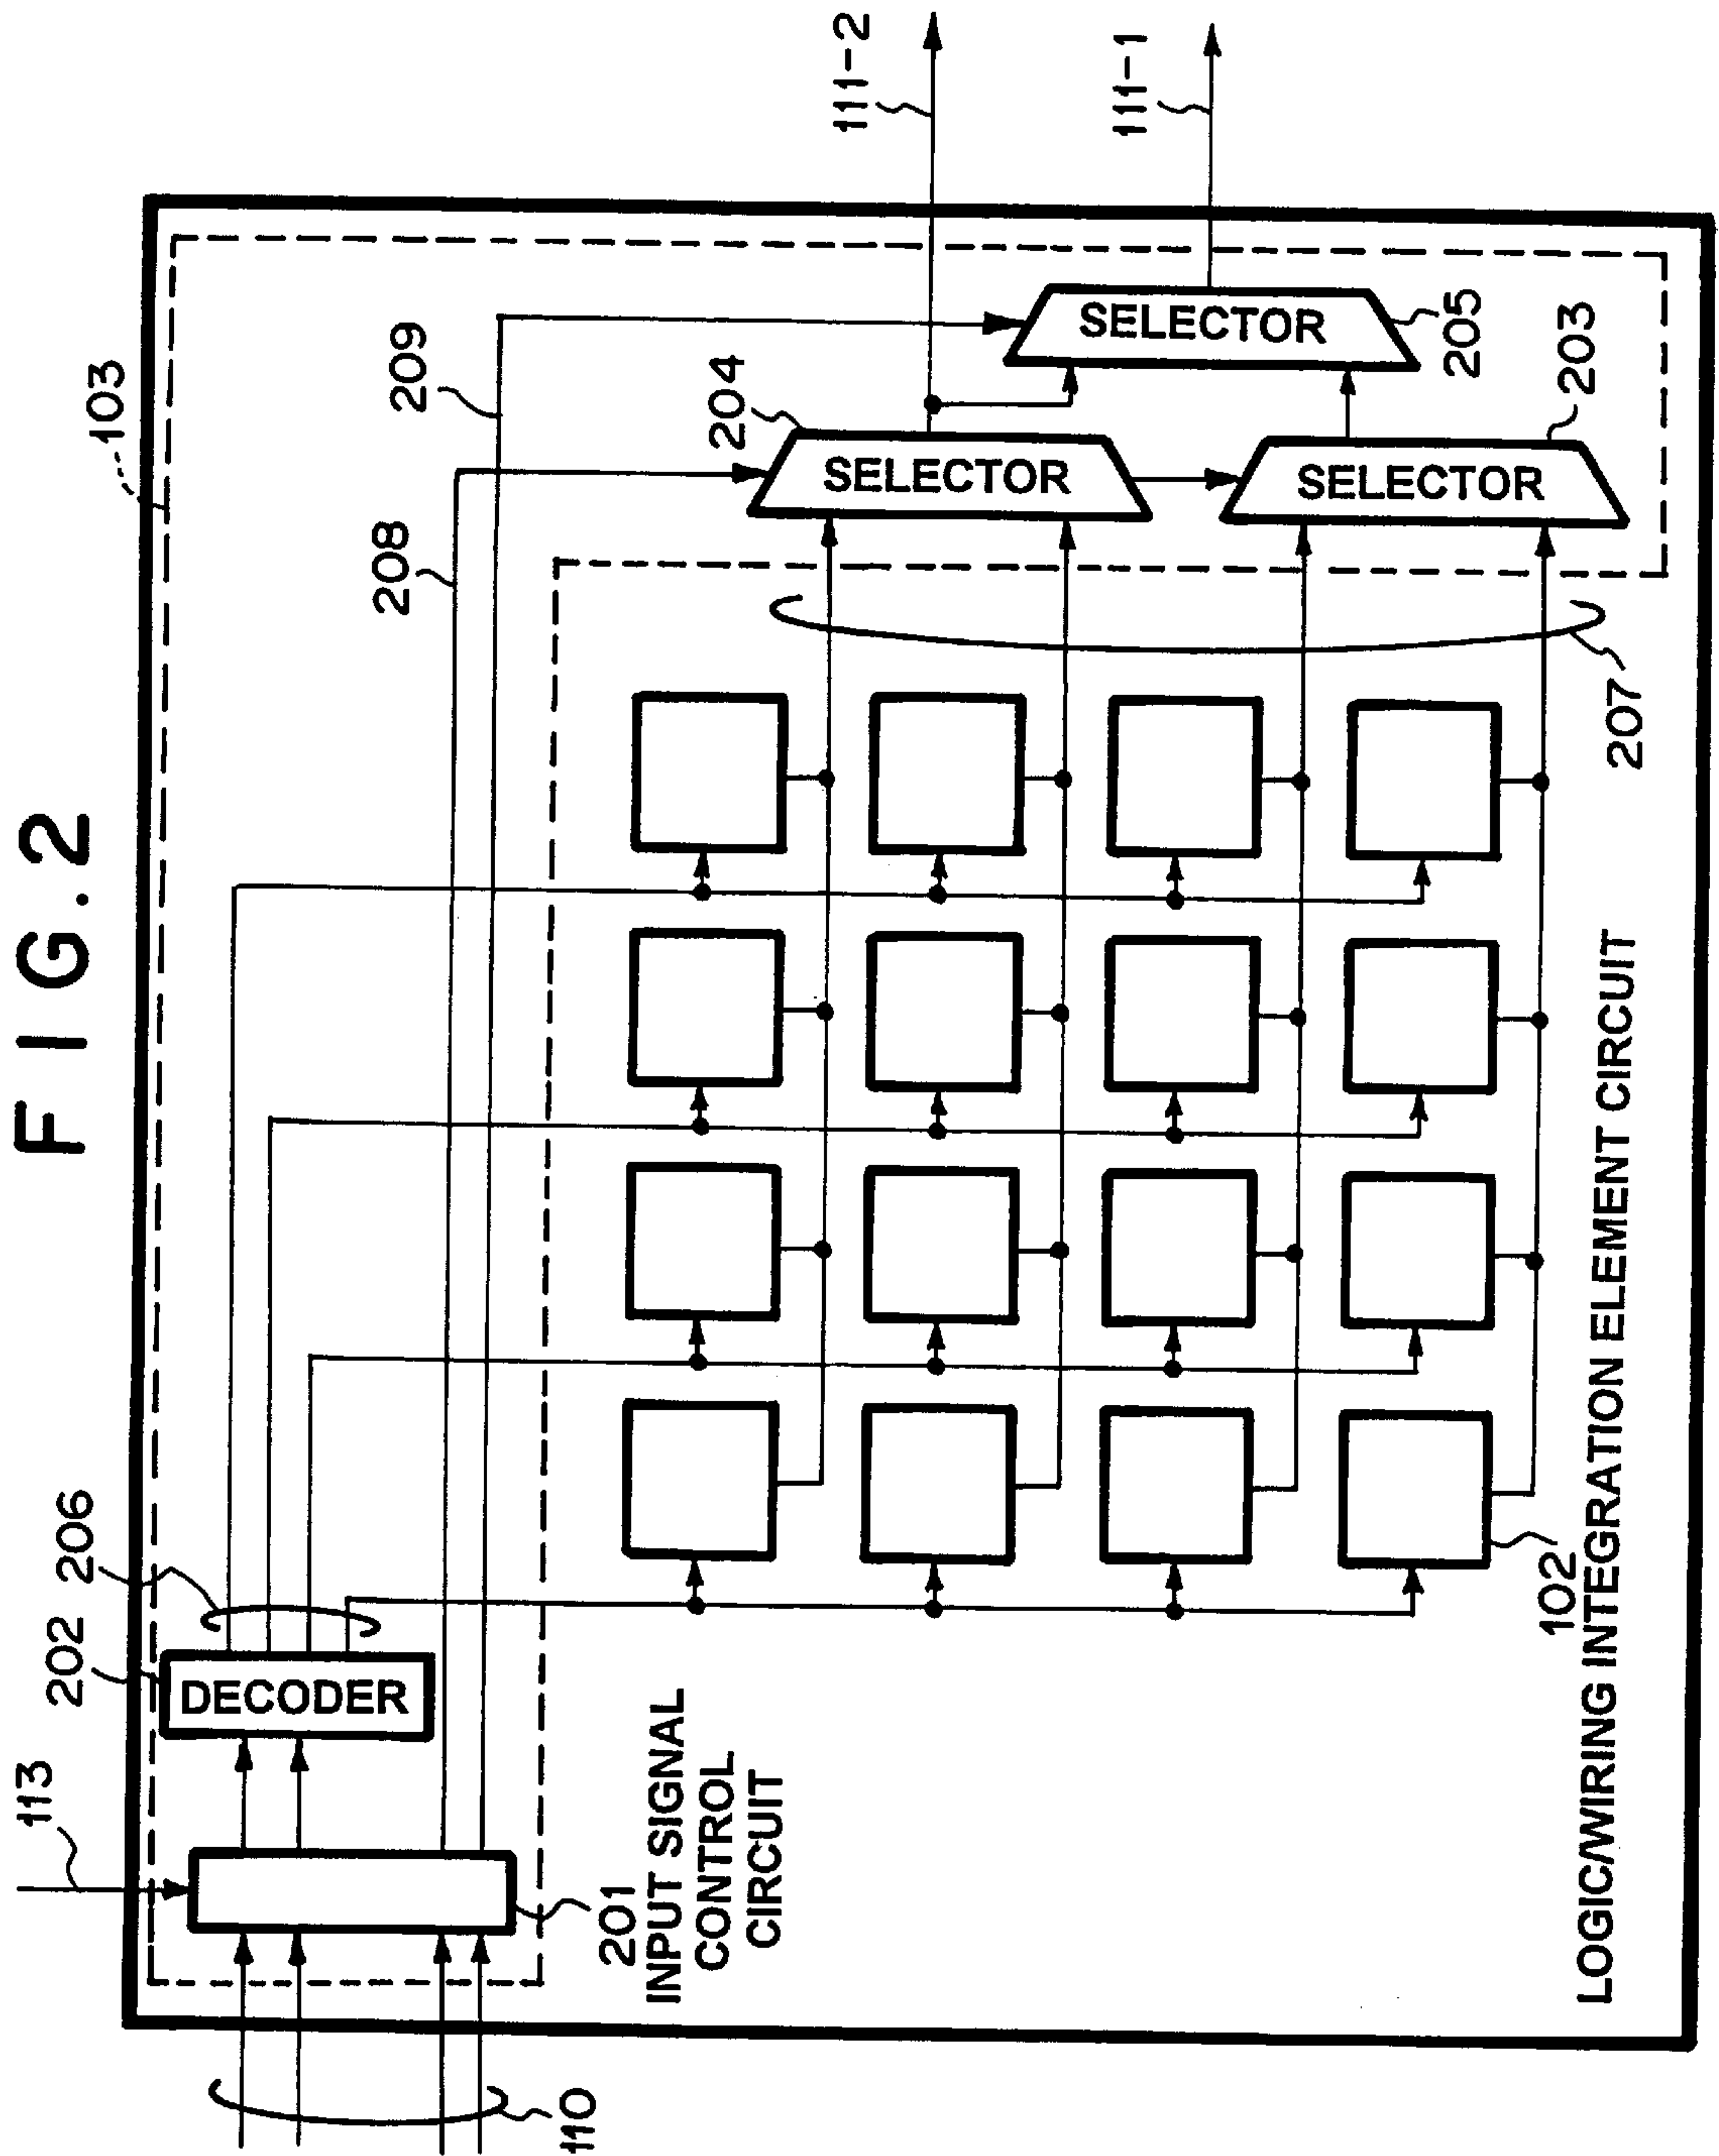 FIG.2
113
202
206
103
208
209
204
111-2
111-1
DECODER
SELECTOR
SELECTOR
SELECTOR
205
203
207
201
INPUT SIGNAL
CONTROL
CIRCUIT
110
102
LOGIC/WIRING INTEGRATION ELEMENT CIRCUIT